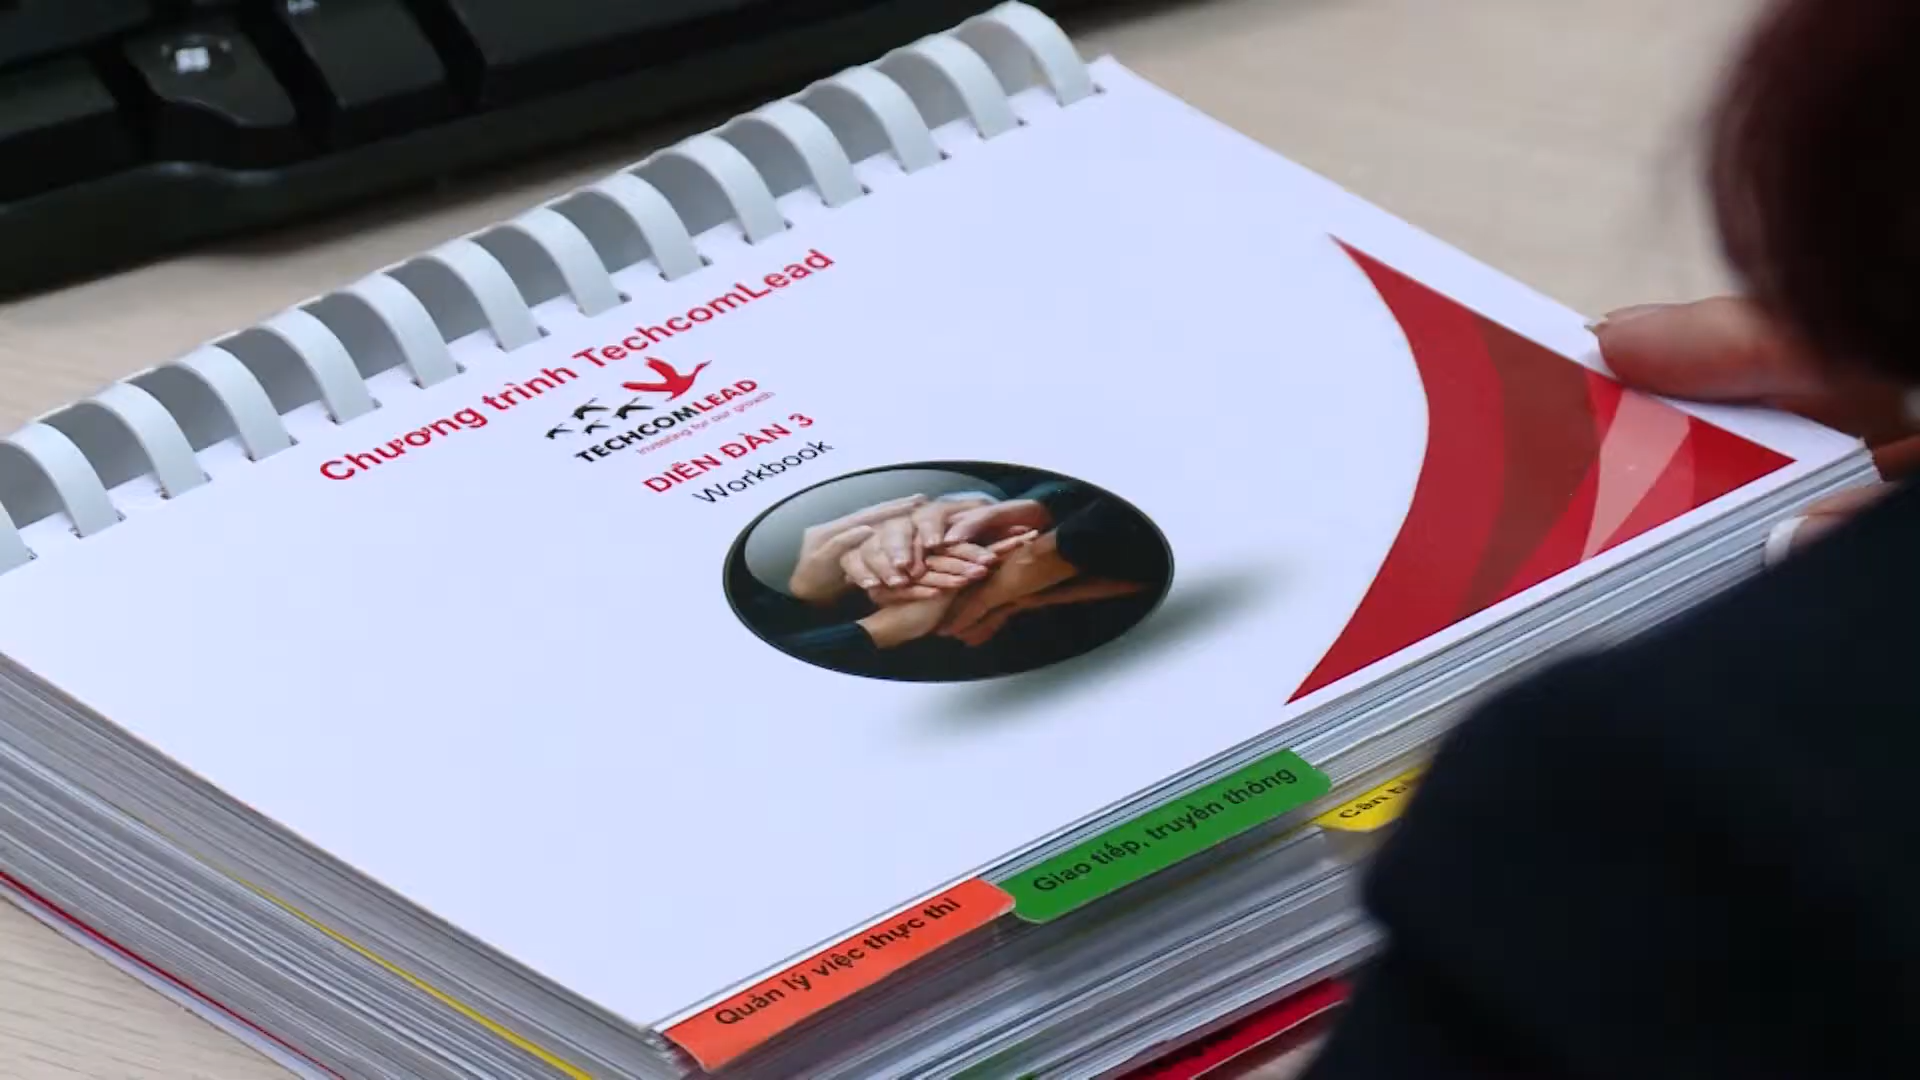 Chương trình TechcomLead
TECHCOMLEAD
Investing for our growth
DIỄN ĐÀN 3
Workbook
Giao tiếp, truyền thông
Quản lý việc thực thi